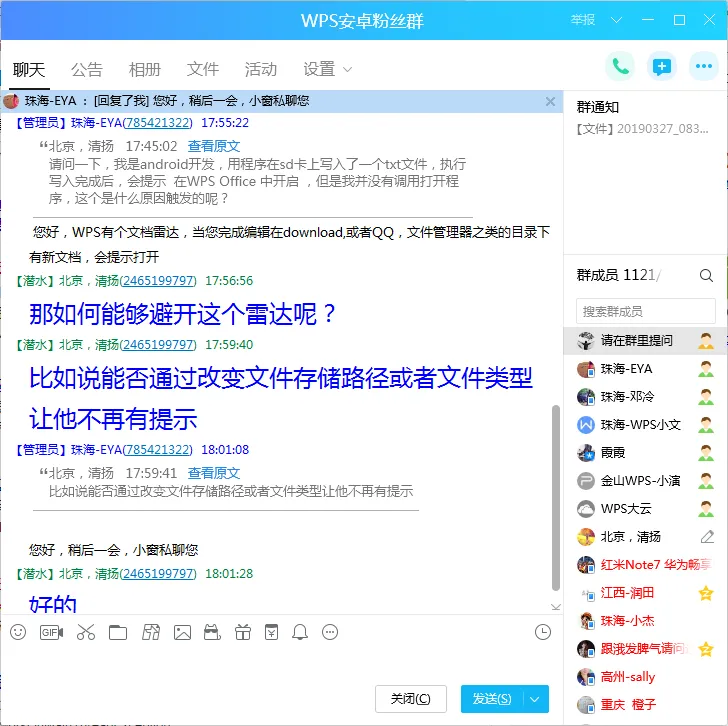 WPS安卓粉丝群
举报
聊天 公告 相册 文件 活动 设置
珠海-EYA : [回复了我] 您好，稍后一会，小窗私聊您
【管理员】珠海-EYA(785421322) 17:55:22
“北京，清扬 17:45:02 查看原文
请问一下，我是android开发，用程序在sd卡上写入了一个txt文件，执行
写入完成后，会提示 在WPS Office 中开启 ，但是我并没有调用打开程
序，这个是什么原因触发的呢？
您好，WPS有个文档雷达，当您完成编辑在download,或者QQ，文件管理器之类的目录下
有新文档，会提示打开
【潜水】北京，清扬(2465199797) 17:56:56
那如何能够避开这个雷达呢？
【潜水】北京，清扬(2465199797) 17:59:40
比如说能否通过改变文件存储路径或者文件类型
让他不再有提示
【管理员】珠海-EYA(785421322) 18:01:08
“北京，清扬 17:59:41 查看原文
比如说能否通过改变文件存储路径或者文件类型让他不再有提示
您好，稍后一会，小窗私聊您
【潜水】北京，清扬(2465199797) 18:01:28
好的
GIF
关闭(C) 发送(S)
群通知
【文件】20190327_083...
群成员 1121/
搜索群成员
请在群里提问
珠海-EYA
珠海-邓冷
珠海-WPS小文
霞霞
金山WPS-小演
WPS大云
北京，清扬
红米Note7 华为畅享
江西-润田
珠海-小杰
跟浪发脾气请问
高州-sally
重庆 橙子